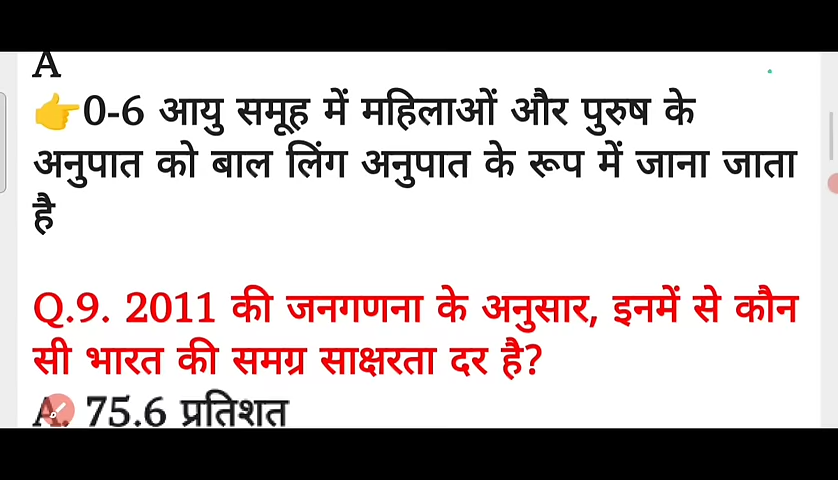 A
👉0-6 आयु समूह में महिलाओं और पुरुष के
अनुपात को बाल लिंग अनुपात के रूप में जाना जाता
है
Q.9. 2011 की जनगणना के अनुसार, इनमें से कौन
सी भारत की समग्र साक्षरता दर है?
A. 75.6 प्रतिशत